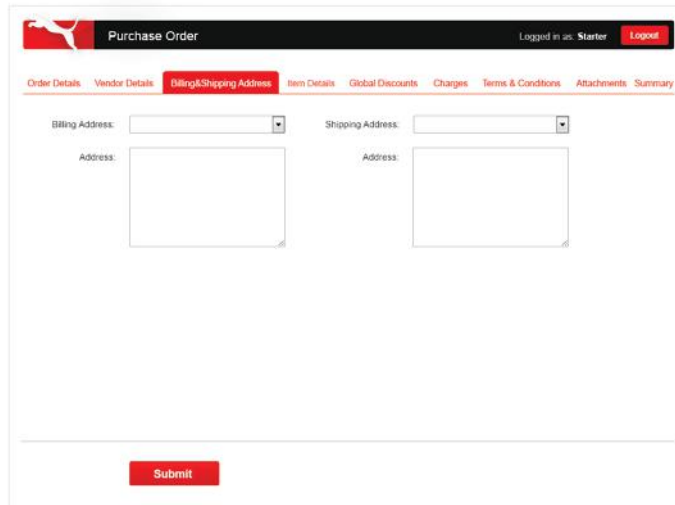 Purchase Order Logged in as: Starter Logout
Order Details Vendor Details Billing&Shipping Address Item Details Global Discounts Charges Terms & Conditions Attachments Summary
Billing Address: Shipping Address:
Address: Address:
Submit